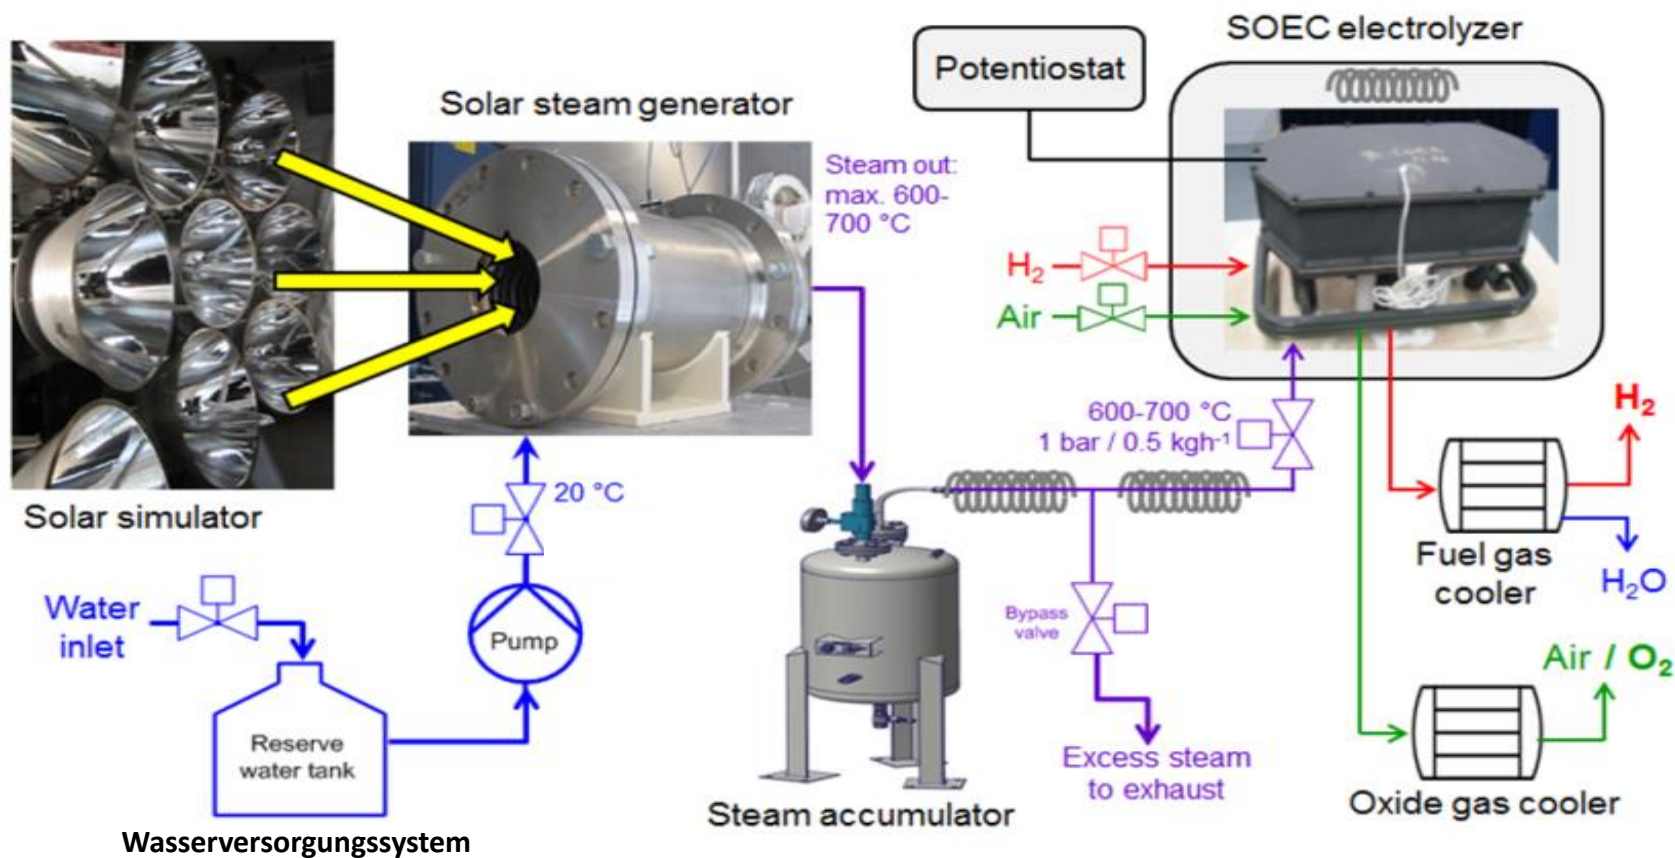 SOEC electrolyzer
Potentiostat
Solar steam generator
Steam out:
max. 600-
700 °C
H₂
Air
600-700 °C
1 bar / 0.5 kgh⁻¹
H₂
Solar simulator
20 °C
Fuel gas
cooler
H₂O
Water
inlet
Pump
Bypass
valve
Air / O₂
Reserve
water tank
Excess steam
to exhaust
Steam accumulator
Oxide gas cooler
Wasserversorgungssystem